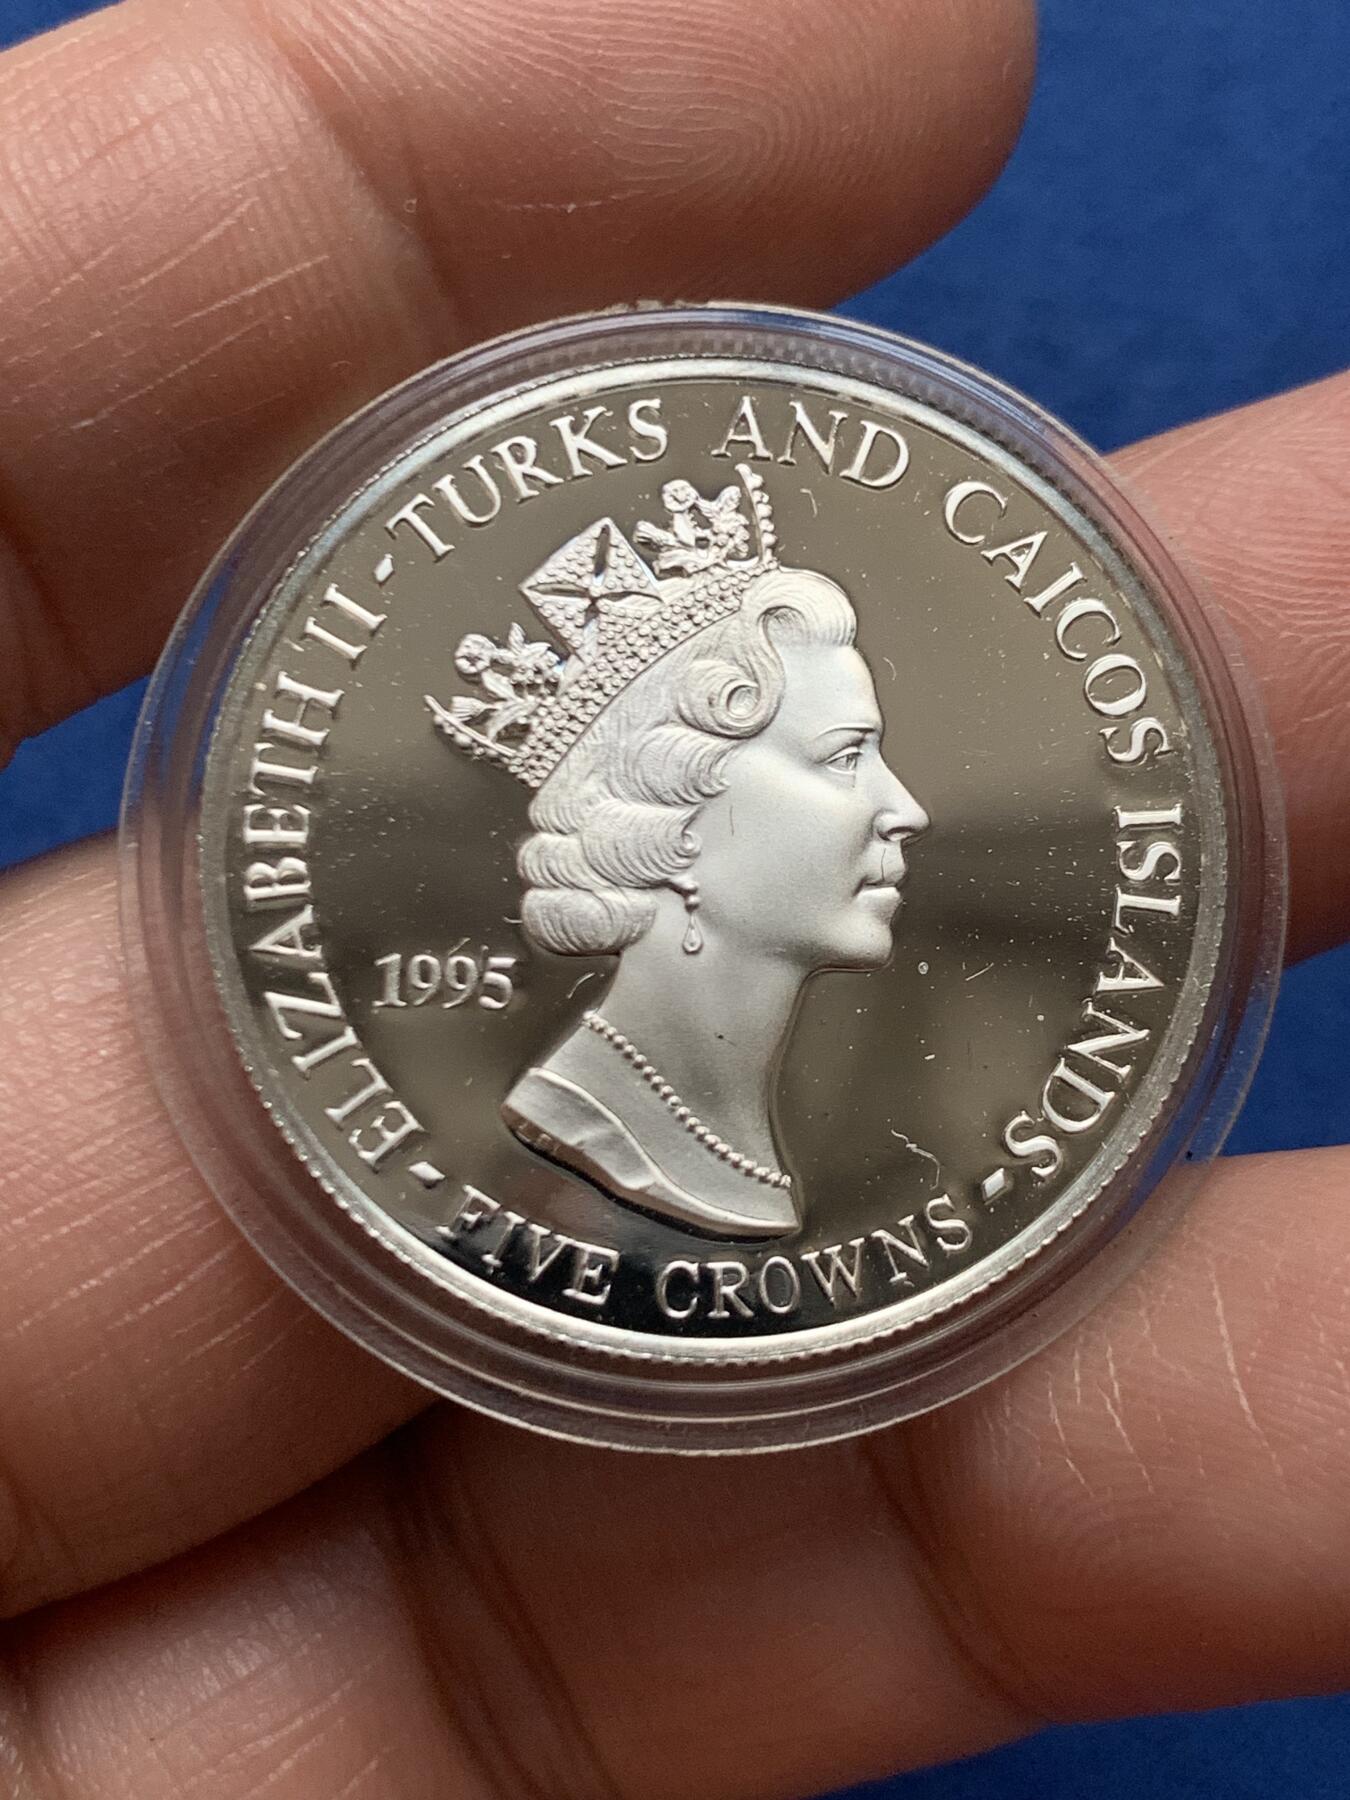 ELIZABETH II - TURKS AND CAICOS ISLANDS -
FIVE CROWNS -
1995